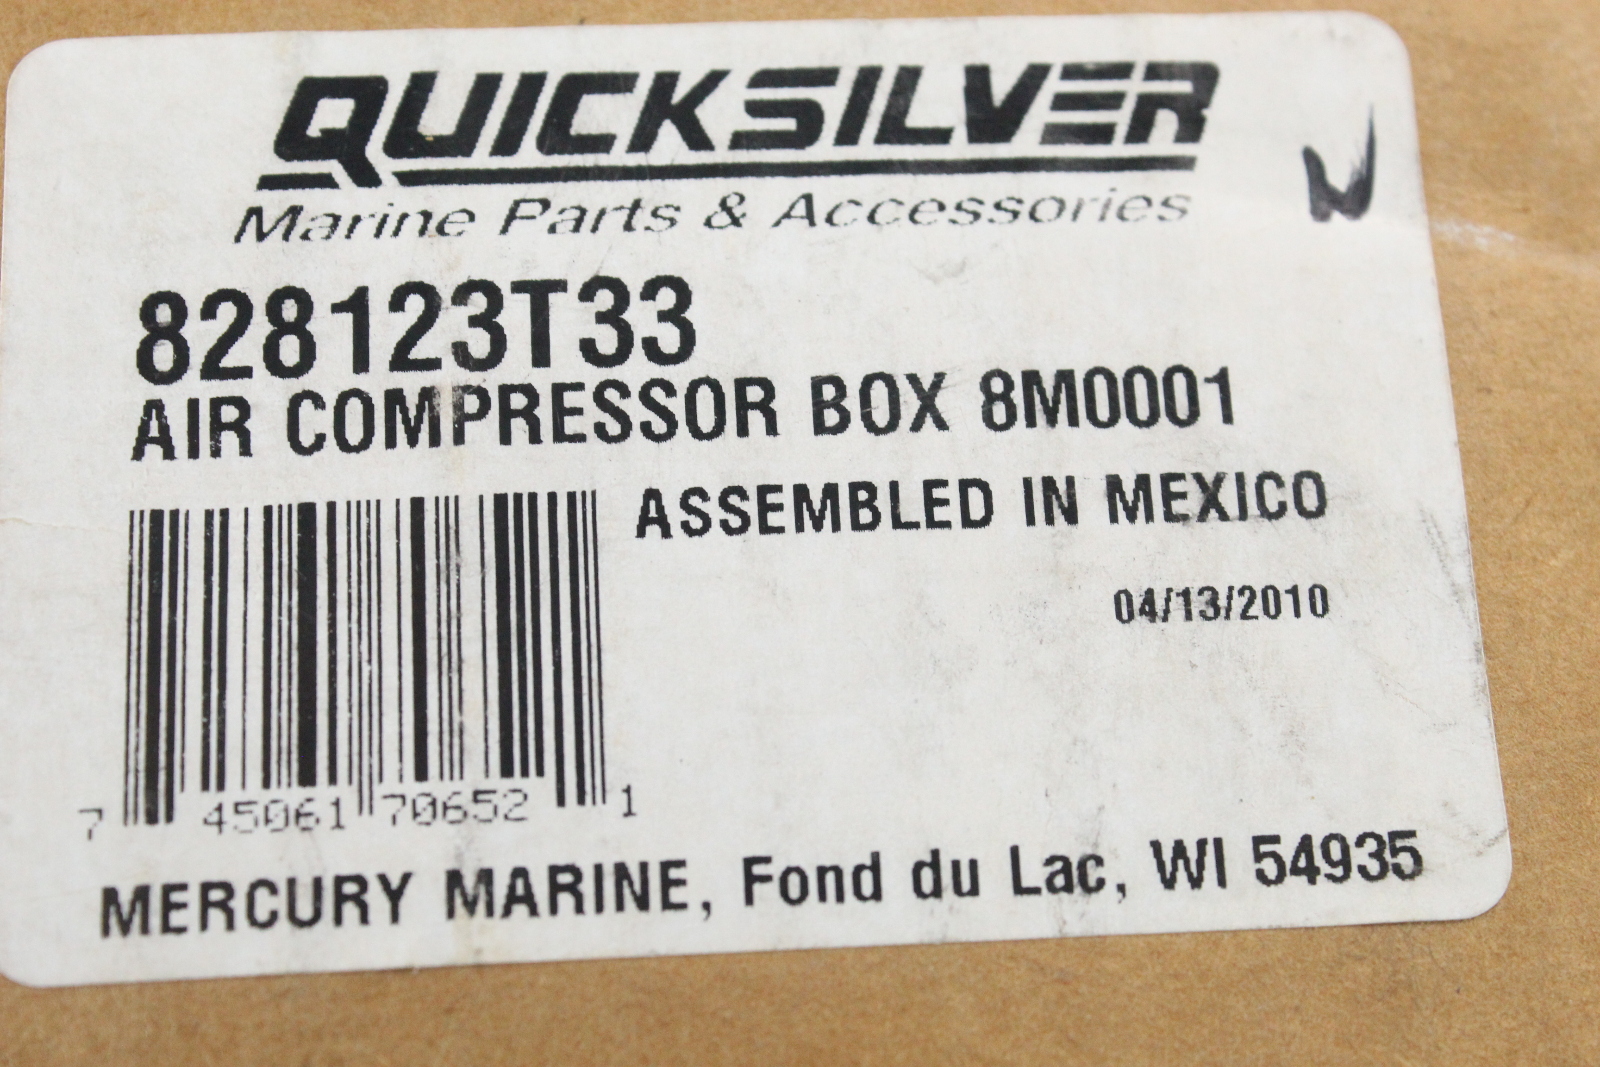 QUICKSILVER
Marine Parts & Accessories
N
828123T33
AIR COMPRESSOR BOX 8M0001
ASSEMBLED IN MEXICO
04/13/2010
7 45061 70652 1
MERCURY MARINE, Fond du Lac, WI 54935